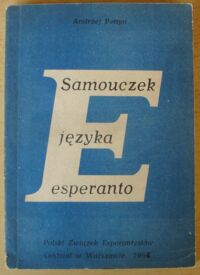 Andrzej Pettyn
Samouczek
E
języka
esperanto
Polski Związek Esperantystów
Oddział w Warszawie 1984